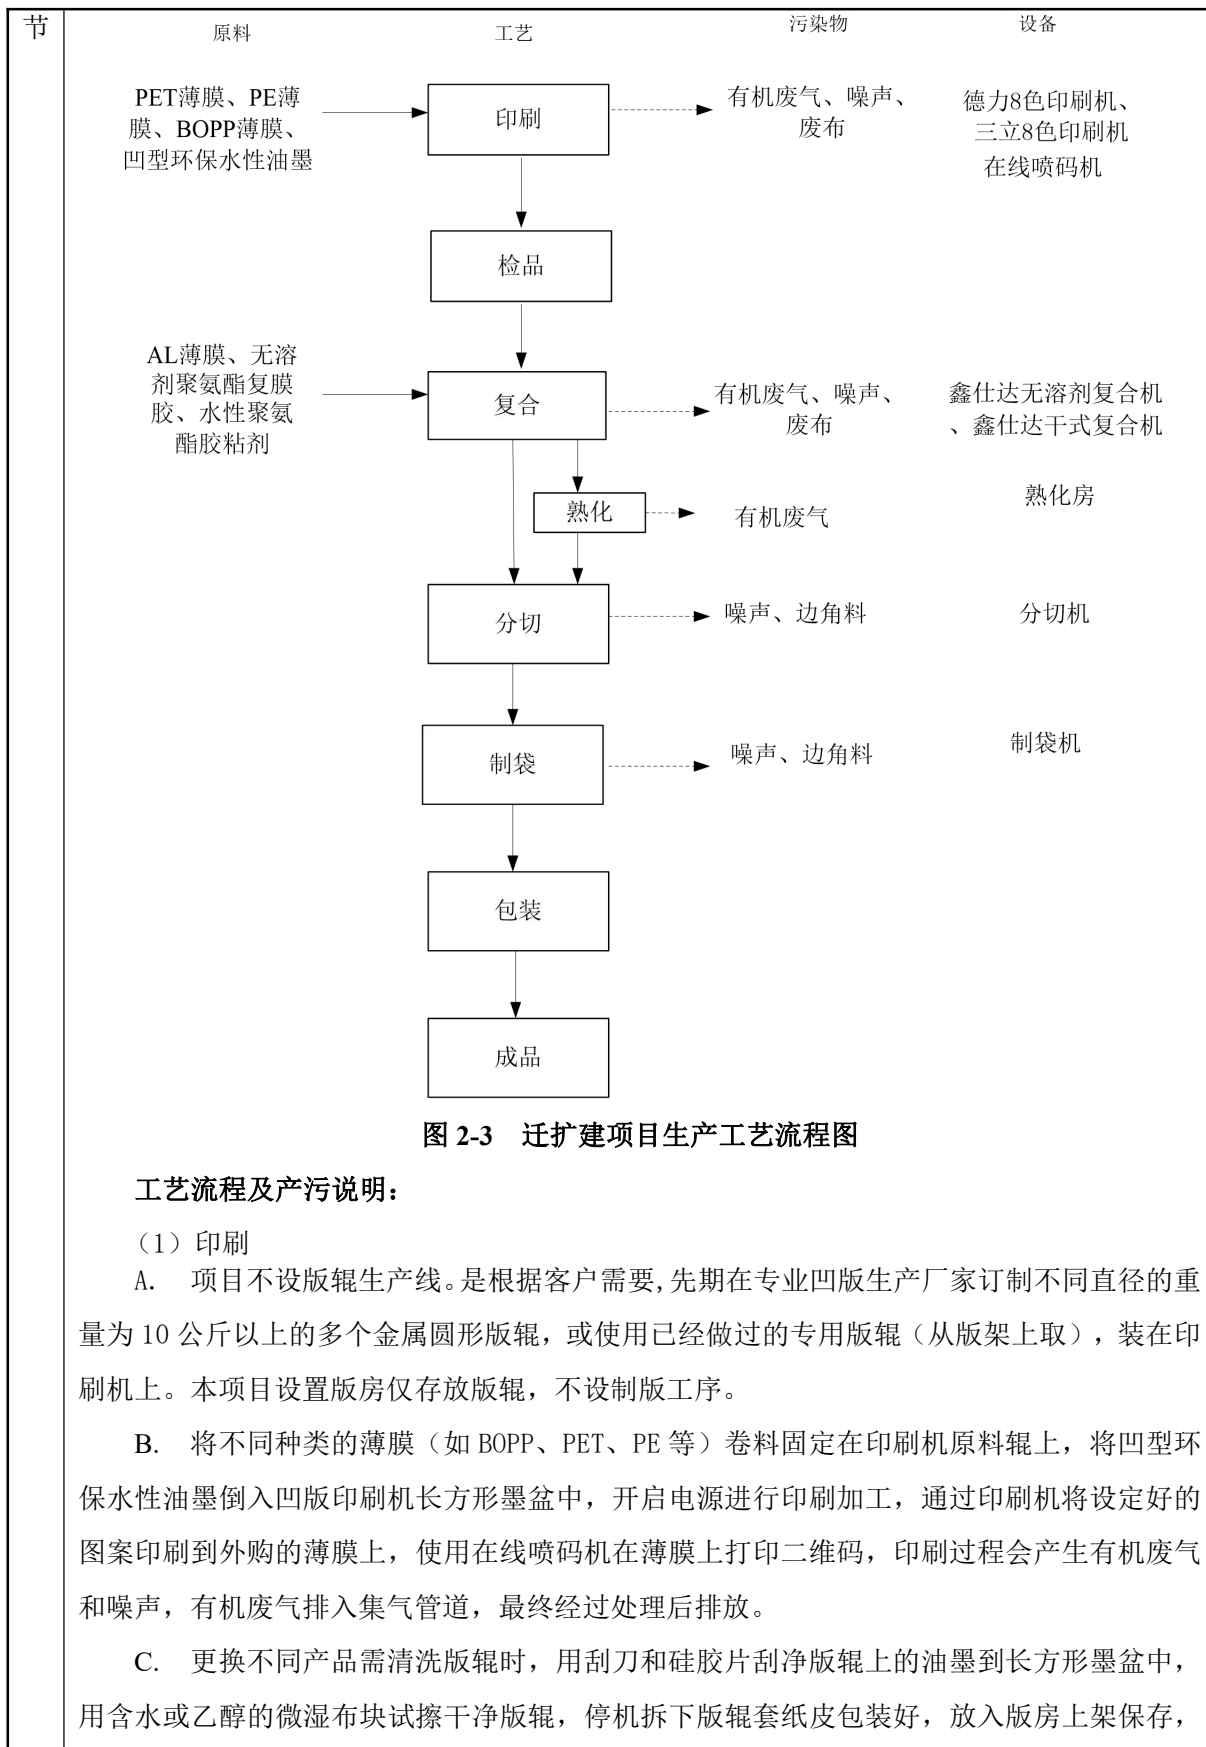 节
原料
工艺
污染物
设备
PET薄膜、PE薄
膜、BOPP薄膜、
凹型环保水性油墨
印刷
有机废气、噪声、
废布
德力8色印刷机、
三立8色印刷机
在线喷码机
检品
AL薄膜、无溶
剂聚氨酯复膜
胶、水性聚氨
酯胶粘剂
复合
有机废气、噪声、
废布
鑫仕达无溶剂复合机
、鑫仕达干式复合机
熟化
有机废气
熟化房
分切
噪声、边角料
分切机
制袋
噪声、边角料
制袋机
包装
成品
图 2-3 迁扩建项目生产工艺流程图
工艺流程及产污说明：
（1）印刷
A. 项目不设版辊生产线。是根据客户需要,先期在专业凹版生产厂家订制不同直径的重
量为 10 公斤以上的多个金属圆形版辊，或使用已经做过的专用版辊（从版架上取），装在印
刷机上。本项目设置版房仅存放版辊，不设制版工序。
B. 将不同种类的薄膜（如 BOPP、PET、PE 等）卷料固定在印刷机原料辊上，将凹型环
保水性油墨倒入凹版印刷机长方形墨盆中，开启电源进行印刷加工，通过印刷机将设定好的
图案印刷到外购的薄膜上，使用在线喷码机在薄膜上打印二维码，印刷过程会产生有机废气
和噪声，有机废气排入集气管道，最终经过处理后排放。
C. 更换不同产品需清洗版辊时，用刮刀和硅胶片刮净版辊上的油墨到长方形墨盆中，
用含水或乙醇的微湿布块试擦干净版辊，停机拆下版辊套纸皮包装好，放入版房上架保存，